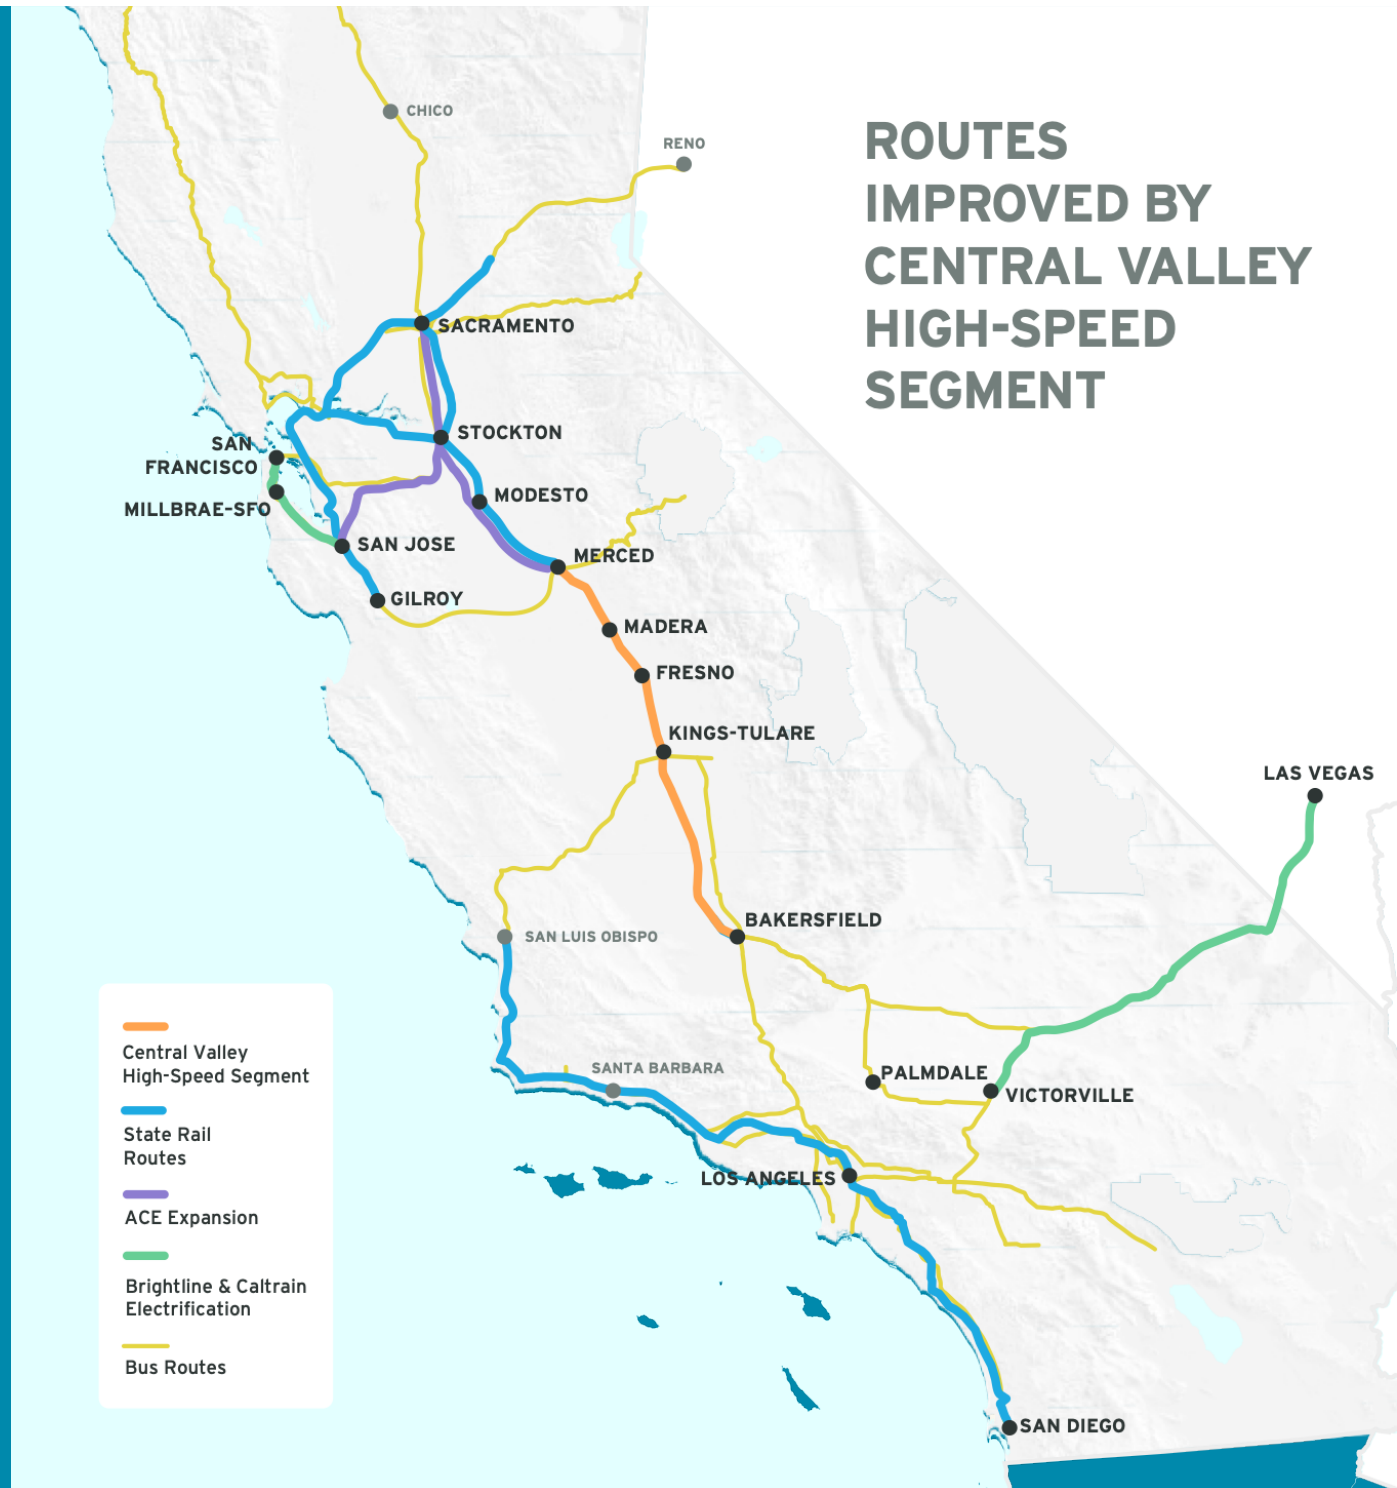 CHICO
RENO
ROUTES
IMPROVED BY
CENTRAL VALLEY
HIGH-SPEED
SEGMENT
SACRAMENTO
STOCKTON
SAN
FRANCISCO
MODESTO
MILLBRAE-SFO
SAN JOSE
MERCED
GILROY
MADERA
FRESNO
KINGS-TULARE
LAS VEGAS
BAKERSFIELD
SAN LUIS OBISPO
SANTA BARBARA
PALMDALE
VICTORVILLE
LOS ANGELES
SAN DIEGO
Central Valley
High-Speed Segment
State Rail
Routes
ACE Expansion
Brightline & Caltrain
Electrification
Bus Routes